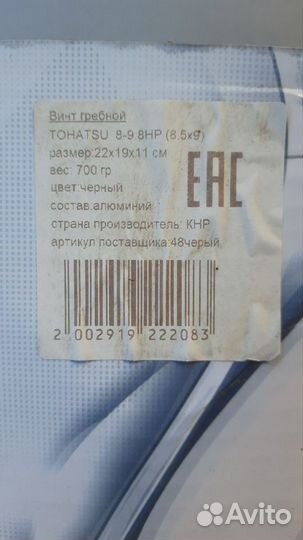 Винт гребной
TOHATSU 8-9.8HP (8.5x9)
размер:22x19x11 см
вес: 700 гр
цвет:черный
состав:алюминий
страна производитель: КНР
артикул поставщика:48черый
EAC
2 002919 222083
Avito